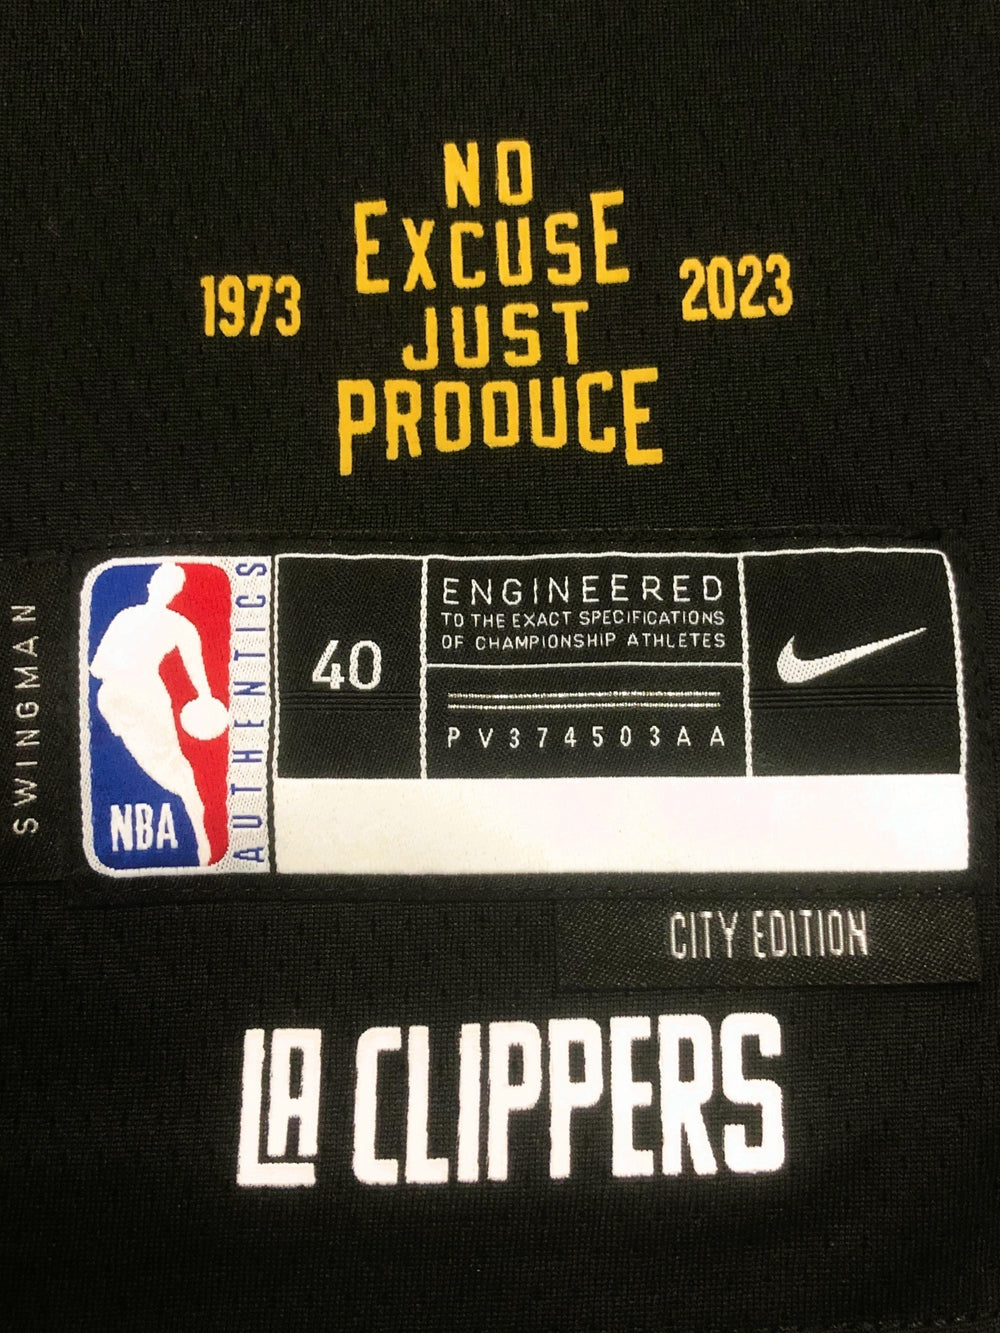 NO
EXCUSE
1973
2023
JUST
PRODUCE
SWINGMAN
NBA
AUTHENTICS
40
ENGINEERED
TO THE EXACT SPECIFICATIONS
OF CHAMPIONSHIP ATHLETES
PV374503AA
CITY EDITION
LA CLIPPERS